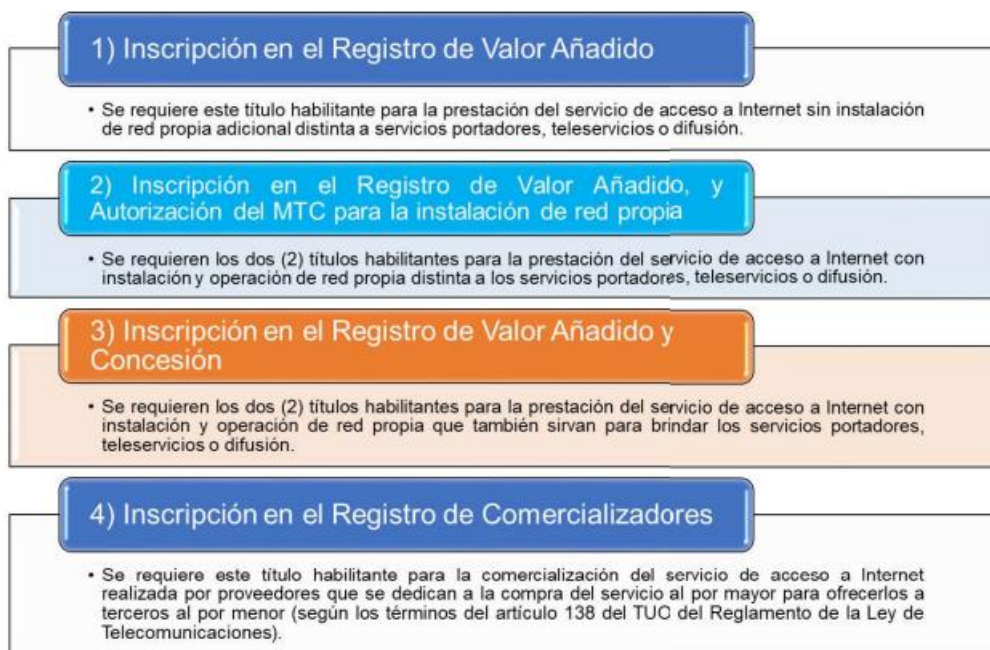 1) Inscripción en el Registro de Valor Añadido
• Se requiere este título habilitante para la prestación del servicio de acceso a Internet sin instalación
de red propia adicional distinta a servicios portadores, teleservicios o difusión.
2) Inscripción en el Registro de Valor Añadido, y
Autorización del MTC para la instalación de red propia
• Se requieren los dos (2) títulos habilitantes para la prestación del servicio de acceso a Internet con
instalación y operación de red propia distinta a los servicios portadores, teleservicios o difusión.
3) Inscripción en el Registro de Valor Añadido y
Concesión
• Se requieren los dos (2) títulos habilitantes para la prestación del servicio de acceso a Internet con
instalación y operación de red propia que también sirvan para brindar los servicios portadores,
teleservicios o difusión.
4) Inscripción en el Registro de Comercializadores
• Se requiere este título habilitante para la comercialización del servicio de acceso a Internet
realizada por proveedores que se dedican a la compra del servicio al por mayor para ofrecerlos a
terceros al por menor (según los términos del artículo 138 del TUO del Reglamento de la Ley de
Telecomunicaciones).